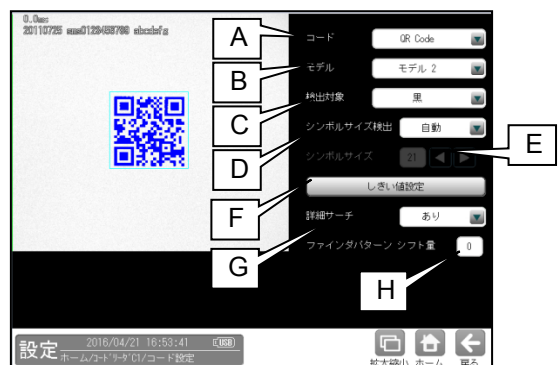 0.0ms
A
B
C
D
E
F
G
H
コード QR Code
モデル モデル 2
検出対象 黒
シンボルサイズ検出 自動
シンボルサイズ 21
しきい値設定
詳細サーチ あり
ファインダパターン シフト量 0
設定 2016/04/21 16:53:41 USB
ホーム/コードリーダC1/コード設定
拡大縮小 ホーム 戻る